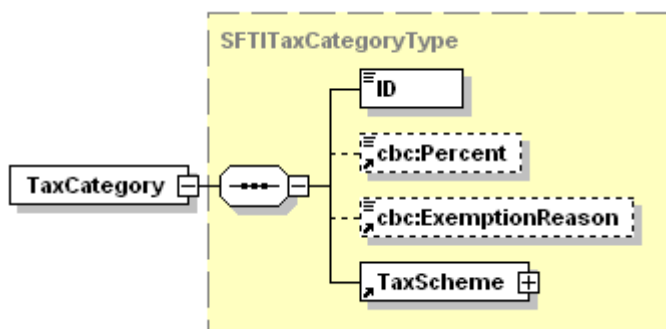 SFTITaxCategoryType
ID
cbc:Percent
TaxCategory
cbc:ExemptionReason
TaxScheme